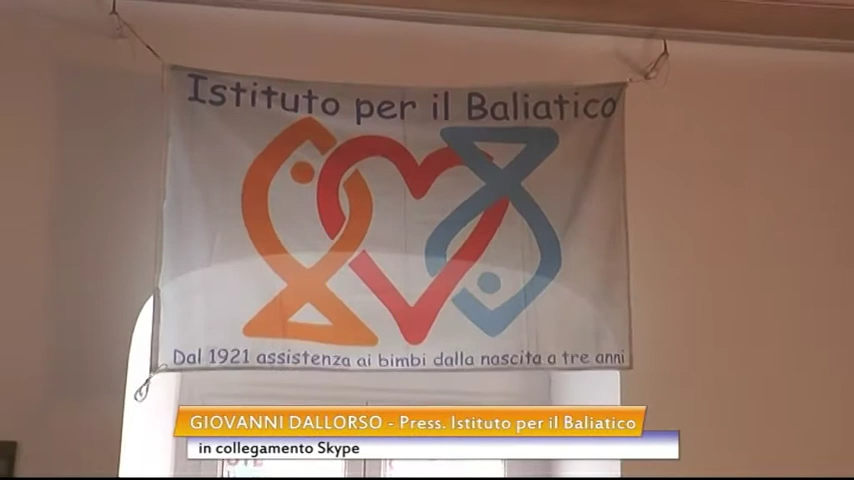 Istituto per il Baliatico
Dal 1921 assistenza ai bimbi dalla nascita a tre anni
GIOVANNI DALLORSO - Press. Istituto per il Baliatico
in collegamento Skype